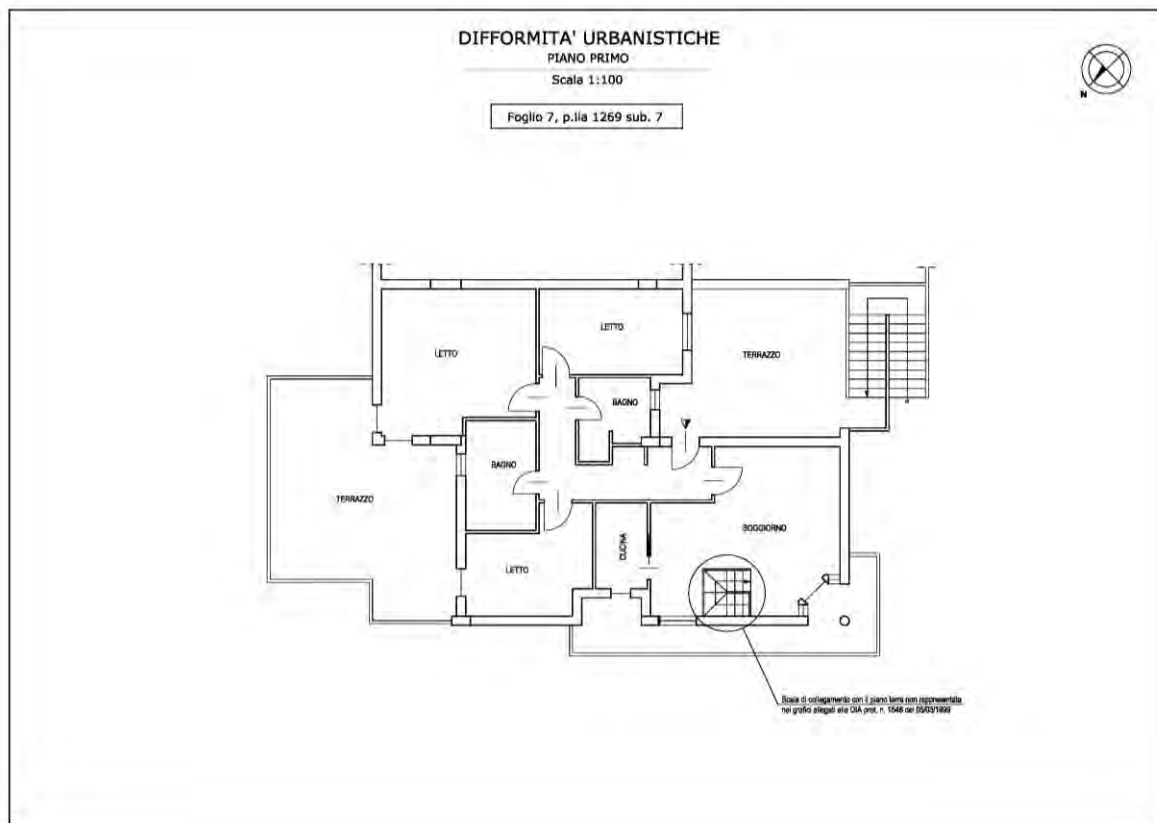 DIFFORMITA' URBANISTICHE
PIANO PRIMO
Scala 1:100
Foglio 7, p.lla 1269 sub. 7
N
LETTO
LETTO
TERRAZZO
BAGNO
BAGNO
TERRAZZO
SOGGIORNO
CUCINA
LETTO
Scala di collegamento con il piano terra non rappresentata
nei grafici allegati alla DIA prot. n. 1546 del 05/03/1999